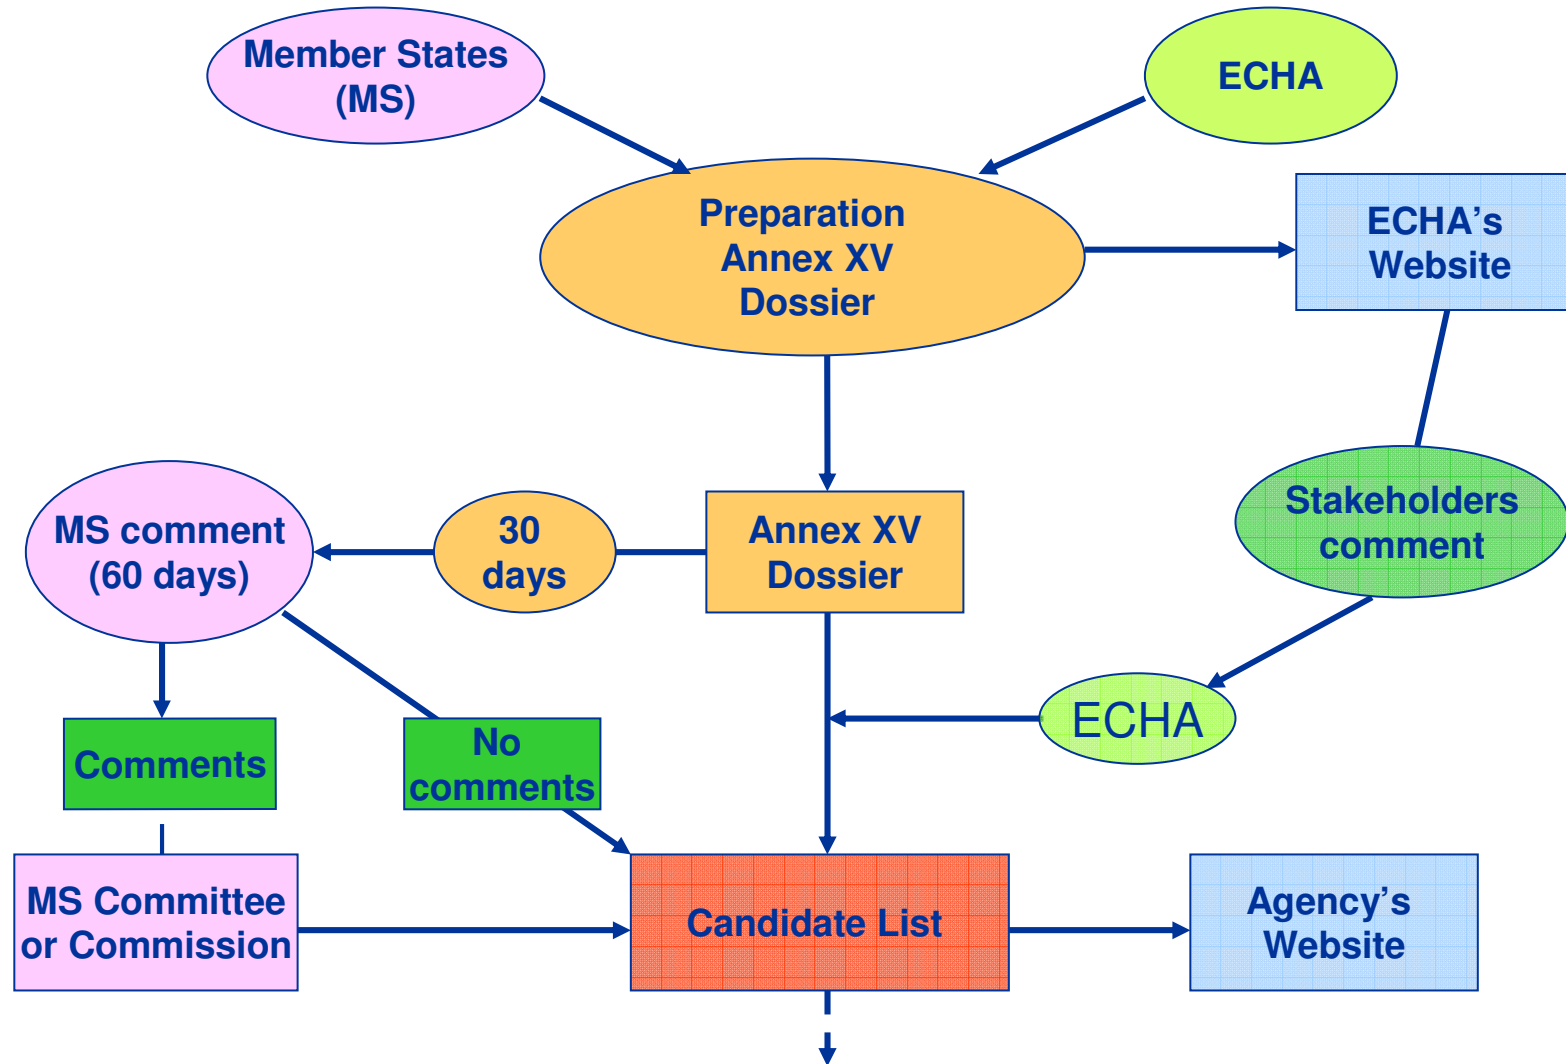 Member States
(MS)
ECHA
Preparation
Annex XV
Dossier
ECHA’s
Website
Stakeholders
comment
MS comment
(60 days)
30
days
Annex XV
Dossier
ECHA
Comments
No
comments
MS Committee
or Commission
Candidate List
Agency’s
Website